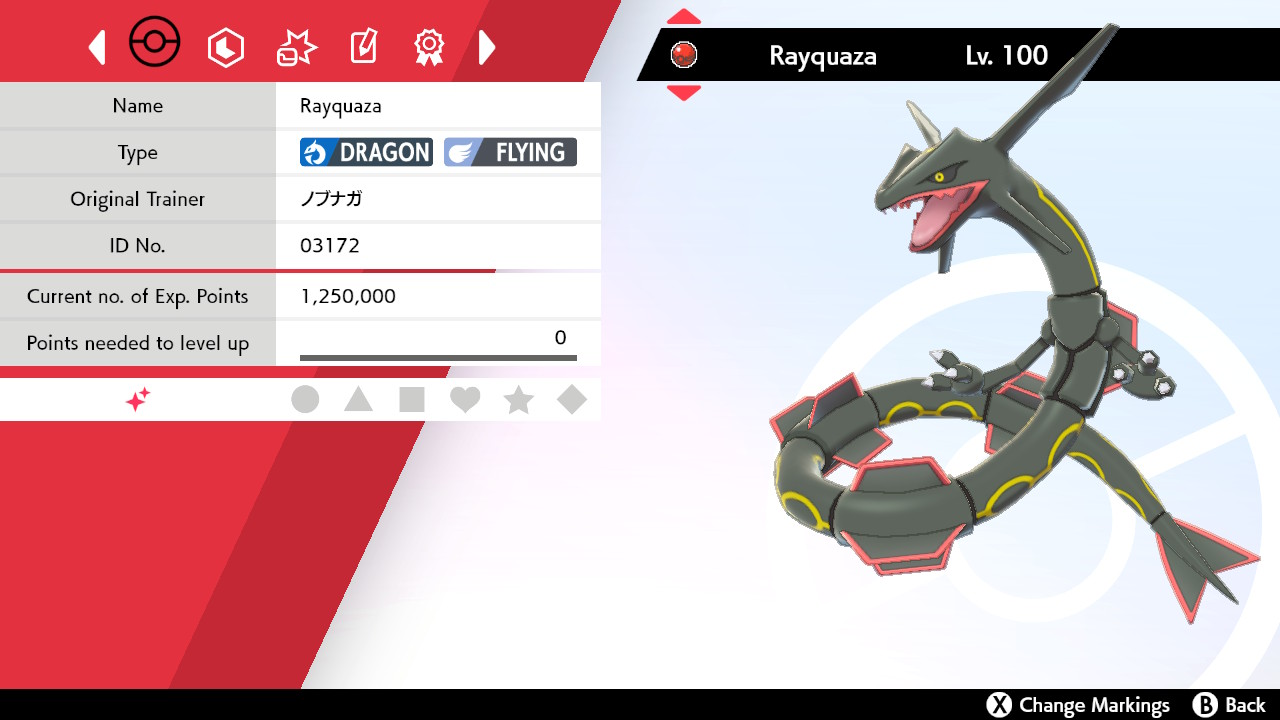 Rayquaza Lv. 100
Name Rayquaza
Type DRAGON FLYING
Original Trainer ノブナガ
ID No. 03172
Current no. of Exp. Points 1,250,000
Points needed to level up 0
X Change Markings B Back